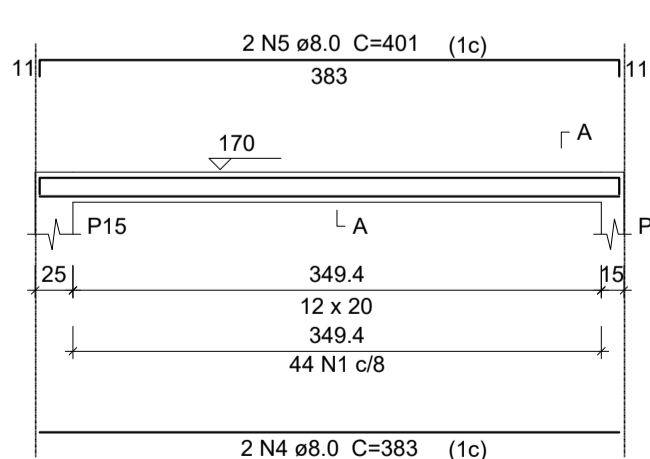 2 N5 ø8.0 C=401 (1c)
11 383 11
170
A
P15 A P
25 349.4 15
12 x 20
349.4
44 N1 c/8
2 N4 ø8.0 C=383 (1c)